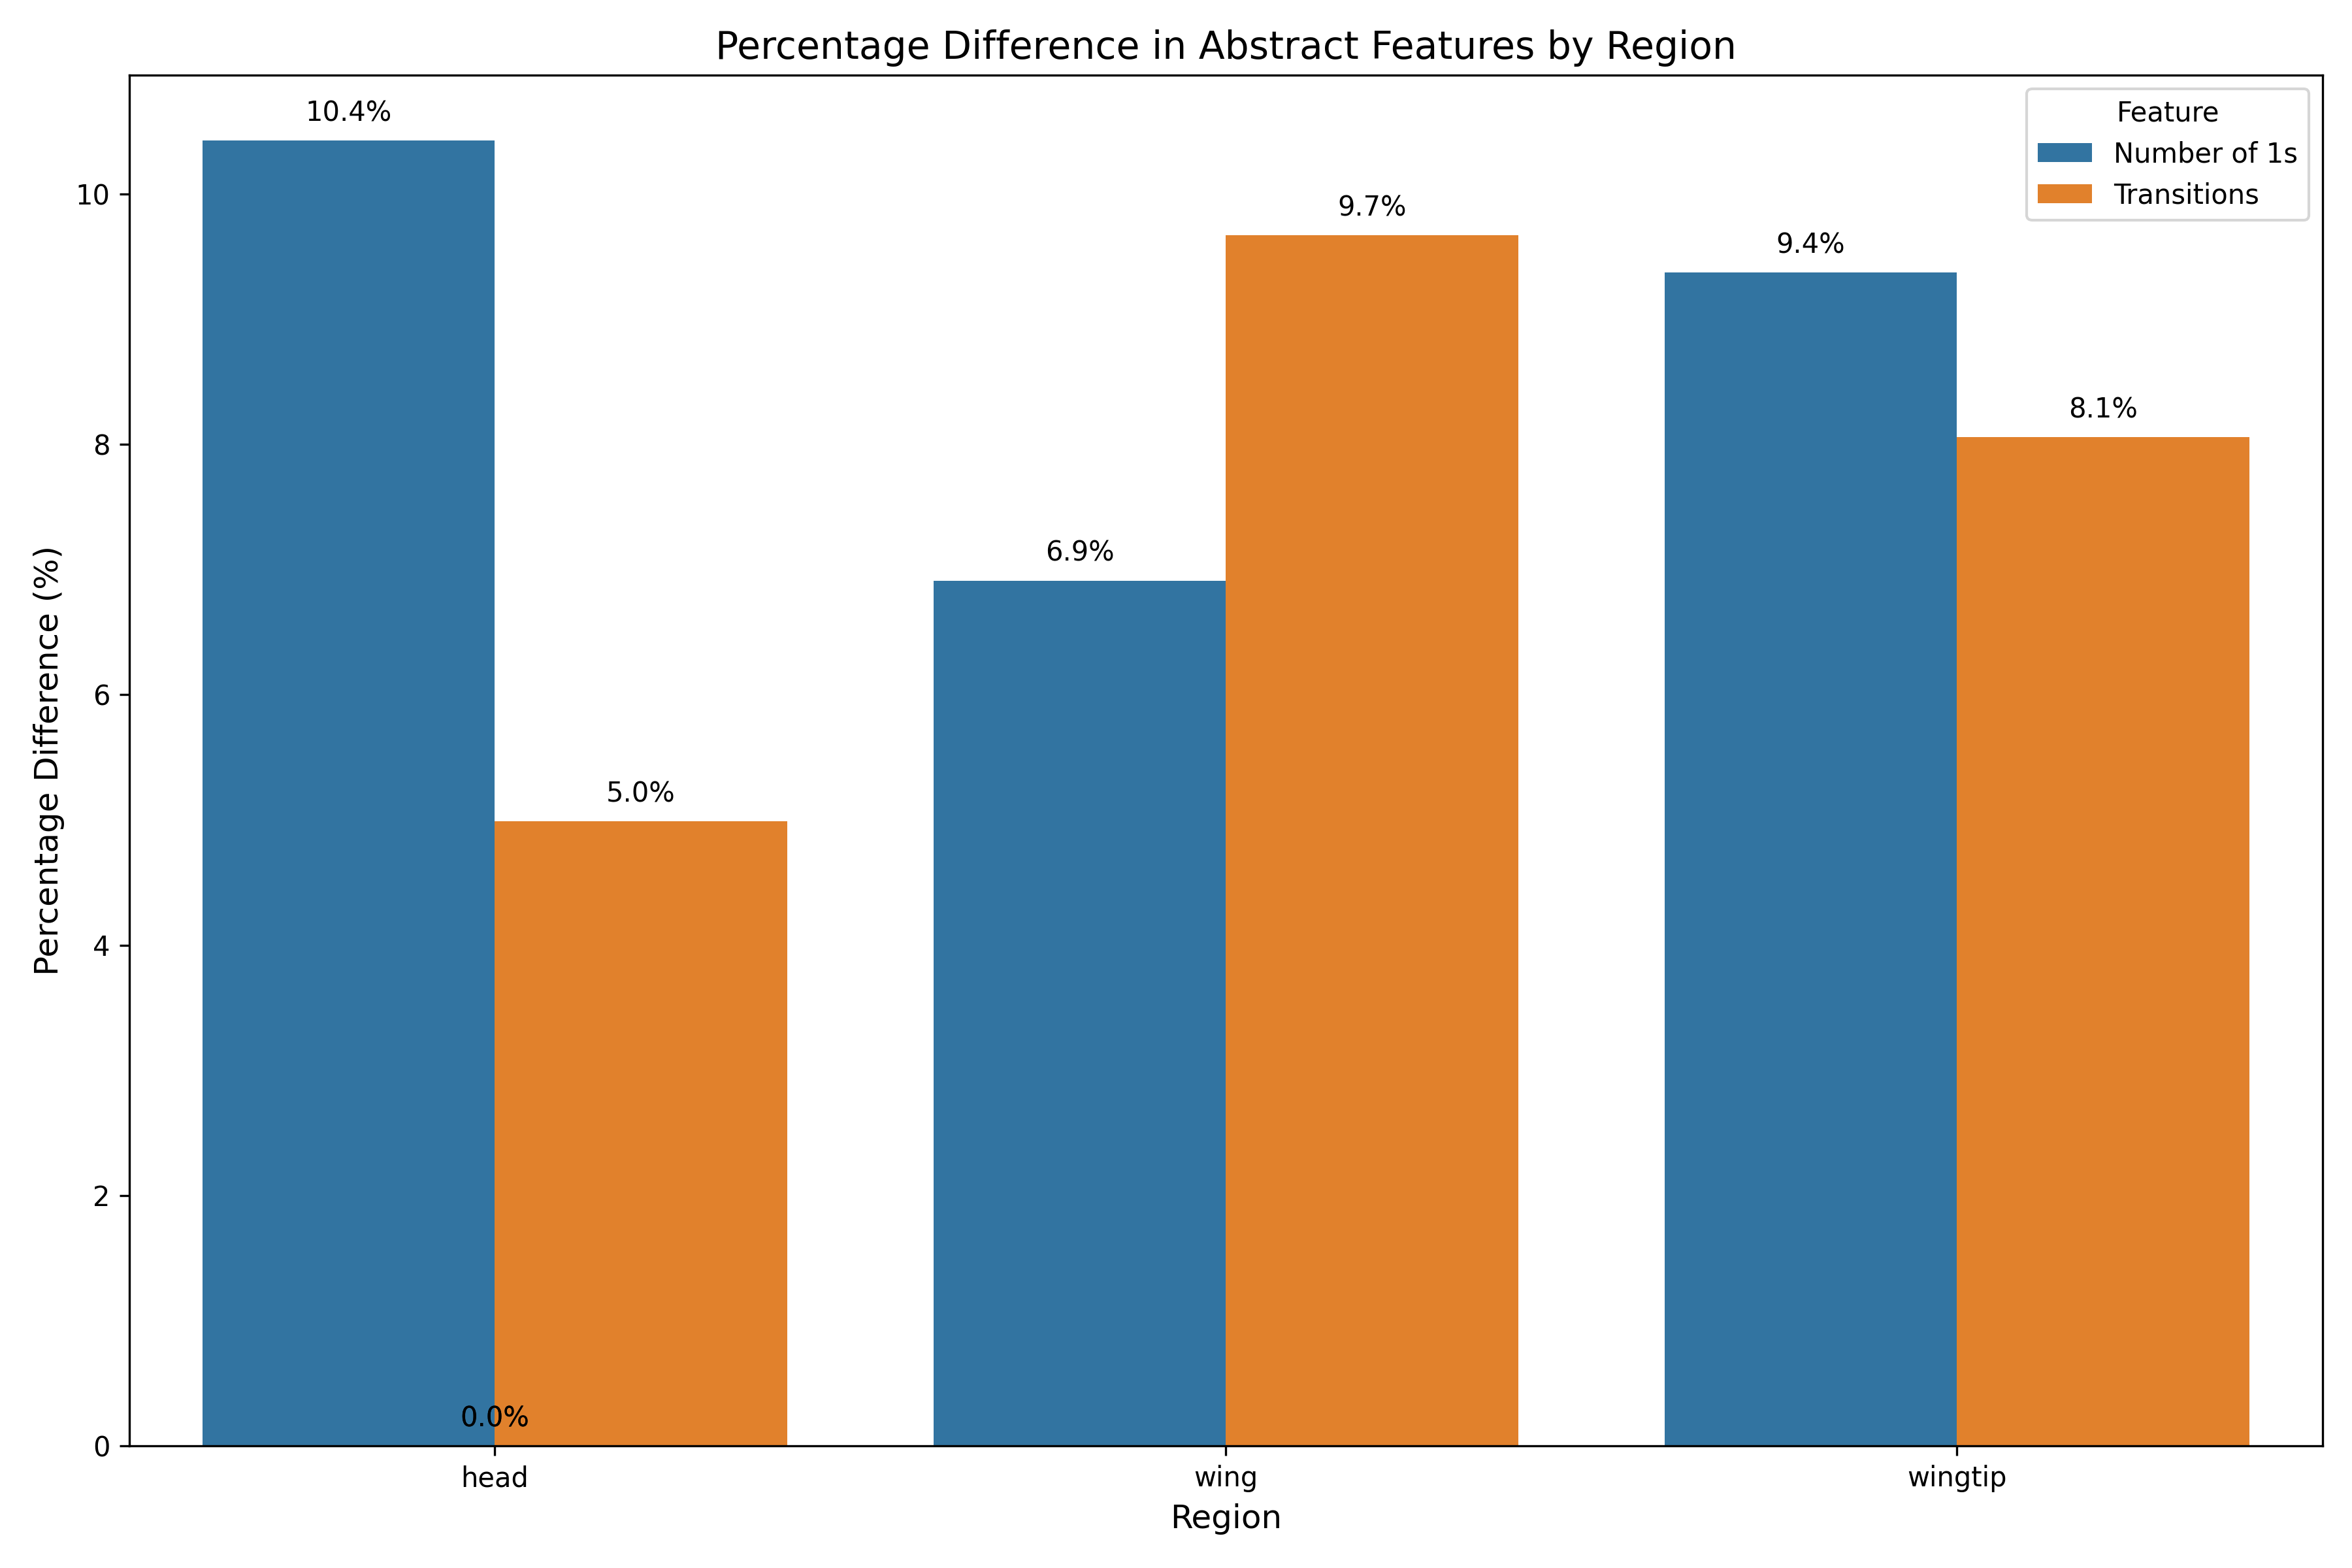 Percentage Difference in Abstract Features by Region
Feature
Number of 1s
Transitions
10.4%
5.0%
0.0%
6.9%
9.7%
9.4%
8.1%
Percentage Difference (%)
10
8
6
4
2
0
head
wing
wingtip
Region